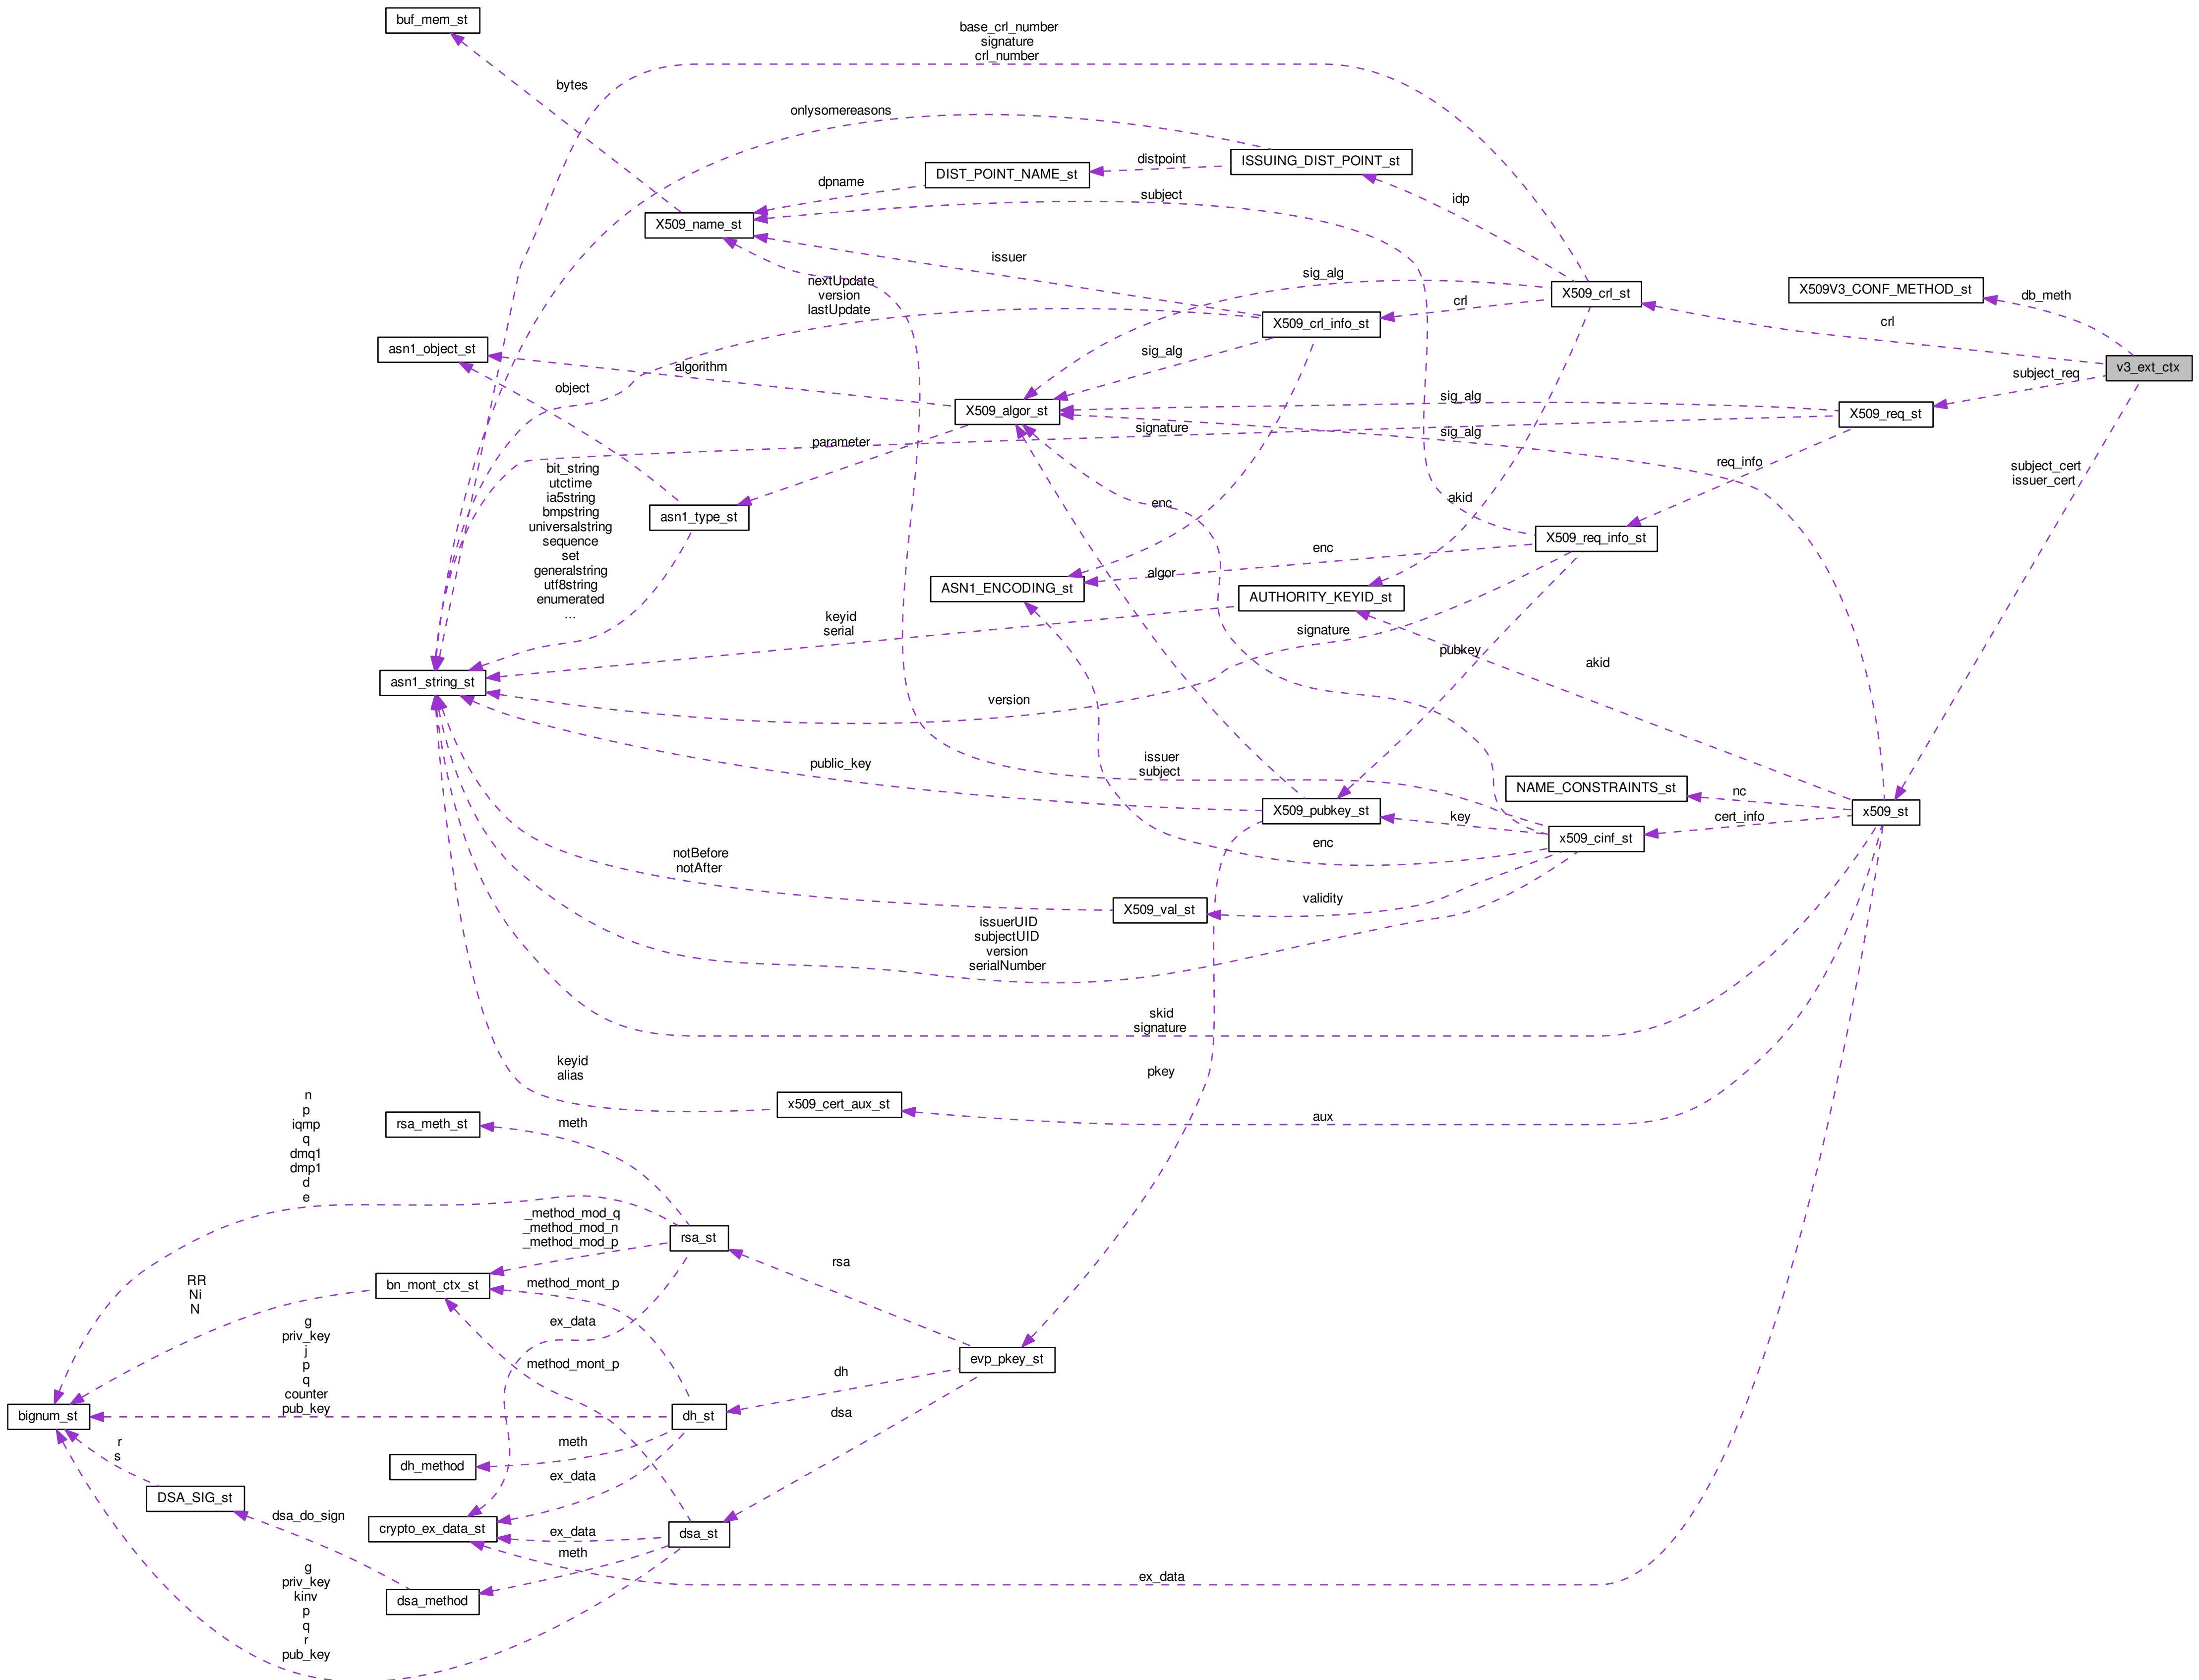 buf_mem_st
base_crl_number
signature
crl_number
bytes
onlysomereasons
ISSUING_DIST_POINT_st
distpoint
DIST_POINT_NAME_st
dpname
subject
idp
X509_name_st
issuer
sig_alg
X509_crl_st
X509V3_CONF_METHOD_st
db_meth
nextUpdate
version
lastUpdate
crl
X509_crl_info_st
crl
asn1_object_st
sig_alg
v3_ext_ctx
algorithm
subject_req
object
X509_algor_st
sig_alg
X509_req_st
signature
sig_alg
parameter
req_info
subject_cert
issuer_cert
bit_string
utctime
ia5string
bmpstring
universalstring
sequence
set
generalstring
utf8string
enumerated
...
asn1_type_st
enc
akid
X509_req_info_st
enc
algor
ASN1_ENCODING_st
AUTHORITY_KEYID_st
keyid
serial
signature
pubkey
akid
asn1_string_st
version
issuer
subject
public_key
NAME_CONSTRAINTS_st
nc
X509_pubkey_st
key
cert_info
x509_st
x509_cinf_st
enc
notBefore
notAfter
validity
X509_val_st
issuerUID
subjectUID
version
serialNumber
skid
signature
keyid
alias
pkey
x509_cert_aux_st
aux
n
p
iqmp
q
dmq1
dmp1
d
e
rsa_meth_st
meth
_method_mod_q
_method_mod_n
_method_mod_p
rsa_st
rsa
RR
Ni
N
bn_mont_ctx_st
method_mont_p
ex_data
method_mont_p
evp_pkey_st
dh
dsa
g
priv_key
j
p
q
counter
pub_key
bignum_st
dh_st
r
s
meth
dh_method
ex_data
DSA_SIG_st
dsa_do_sign
crypto_ex_data_st
ex_data
dsa_st
meth
ex_data
dsa_method
g
priv_key
kinv
p
q
r
pub_key